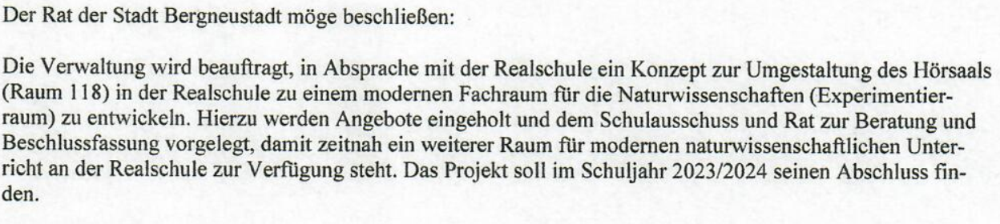 Der Rat der Stadt Bergneustadt möge beschließen:
Die Verwaltung wird beauftragt, in Absprache mit der Realschule ein Konzept zur Umgestaltung des Hörsaals
(Raum 118) in der Realschule zu einem modernen Fachraum für die Naturwissenschaften (Experimentier-
raum) zu entwickeln. Hierzu werden Angebote eingeholt und dem Schulausschuss und Rat zur Beratung und
Beschlussfassung vorgelegt, damit zeitnah ein weiterer Raum für modernen naturwissenschaftlichen Unter-
richt an der Realschule zur Verfügung steht. Das Projekt soll im Schuljahr 2023/2024 seinen Abschluss fin-
den.